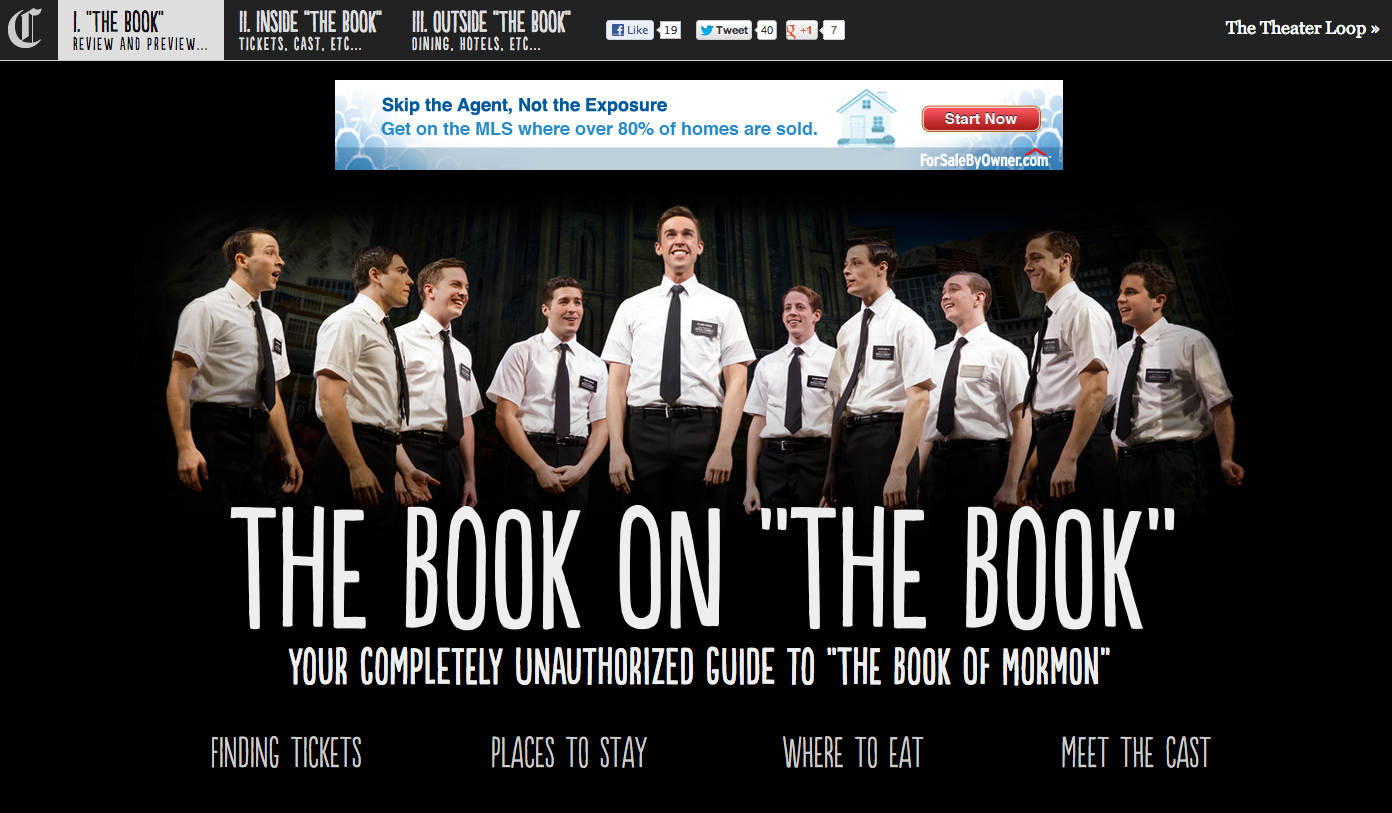 C
I. "THE BOOK"
REVIEW AND PREVIEW...
II. INSIDE "THE BOOK"
TICKETS, CAST, ETC...
III. OUTSIDE "THE BOOK"
DINING, HOTELS, ETC...
Like 19
Tweet 40
g +1 7
The Theater Loop »
Skip the Agent, Not the Exposure
Get on the MLS where over 80% of homes are sold.
Start Now
ForSaleByOwner.com
THE BOOK ON "THE BOOK"
YOUR COMPLETELY UNAUTHORIZED GUIDE TO "THE BOOK OF MORMON"
FINDING TICKETS
PLACES TO STAY
WHERE TO EAT
MEET THE CAST